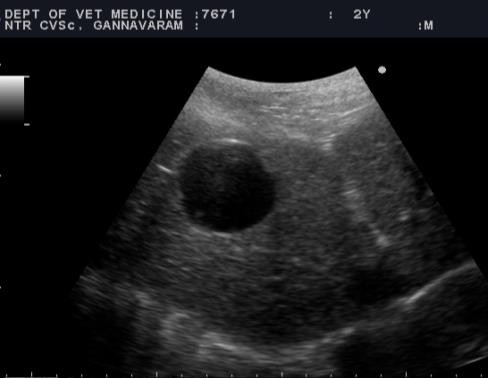 DEPT OF VET MEDICINE :7671 : 2Y
NTR CVSc, GANNAVARAM : :M